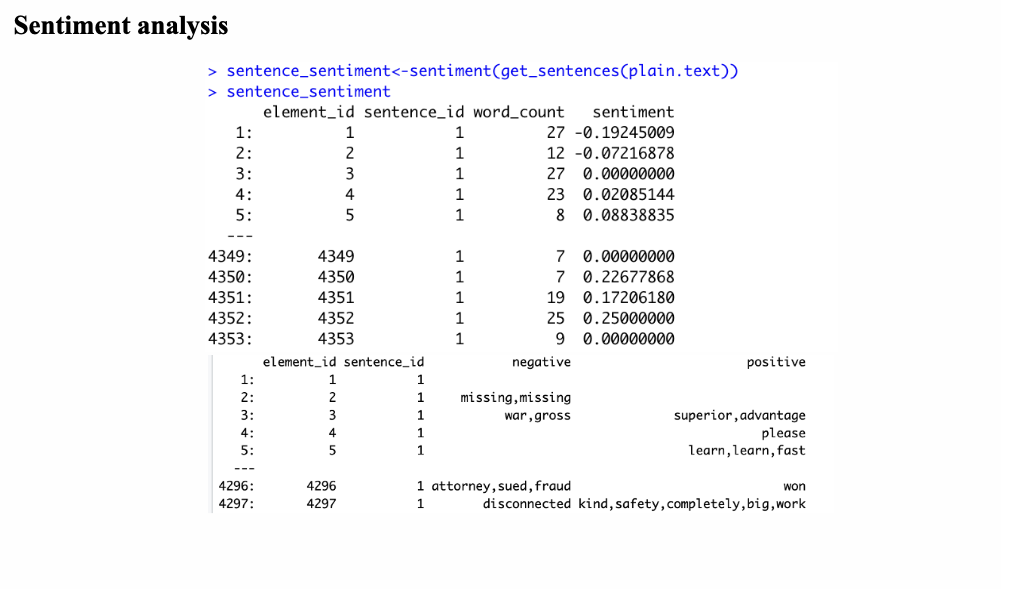 Sentiment analysis
> sentence_sentiment<-sentiment(get_sentences(plain.text))
> sentence_sentiment
element_id sentence_id word_count sentiment
1: 1 1 27 -0.19245009
2: 2 1 12 -0.07216878
3: 3 1 27 0.00000000
4: 4 1 23 0.02085144
5: 5 1 8 0.08838835
---
4349: 4349 1 7 0.00000000
4350: 4350 1 7 0.22677868
4351: 4351 1 19 0.17206180
4352: 4352 1 25 0.25000000
4353: 4353 1 9 0.00000000
element_id sentence_id negative positive
1: 1 1
2: 2 1 missing,missing
3: 3 1 war,gross superior,advantage
4: 4 1 please
5: 5 1 learn,learn,fast
---
4296: 4296 1 attorney,sued,fraud won
4297: 4297 1 disconnected kind,safety,completely,big,work